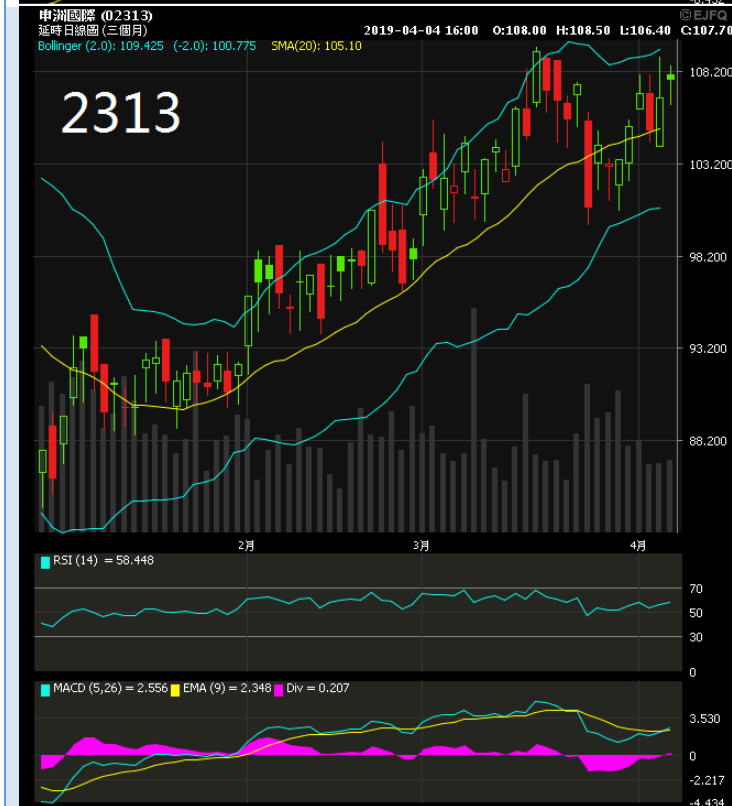 -6.432
申洲國際 (02313)
©EJFQ
延時日線圖 (三個月)
2019-04-04 16:00 O:108.00 H:108.50 L:106.40 C:107.70
Bollinger (2.0): 109.425 (-2.0): 100.775 SMA(20): 105.10
2313
108.200
103.200
98.200
93.200
88.200
2月
3月
4月
RSI (14) = 58.448
70
50
30
0
MACD (5,26) = 2.556 EMA (9) = 2.348 Div = 0.207
3.530
0
-2.217
-4.434